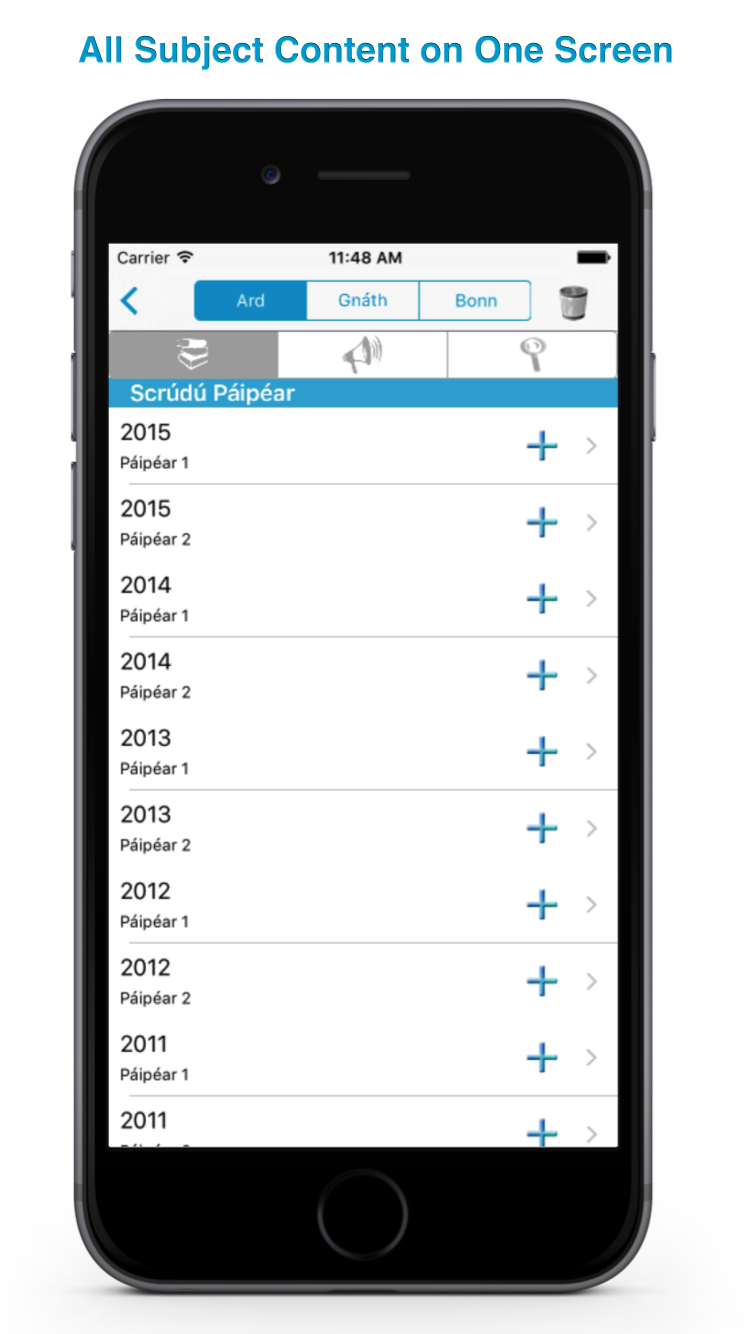 All Subject Content on One Screen
Carrier 11:48 AM
Ard Gnáth Bonn
Scrúdú Páipéar
2015
Páipéar 1
2015
Páipéar 2
2014
Páipéar 1
2014
Páipéar 2
2013
Páipéar 1
2013
Páipéar 2
2012
Páipéar 1
2012
Páipéar 2
2011
Páipéar 1
2011